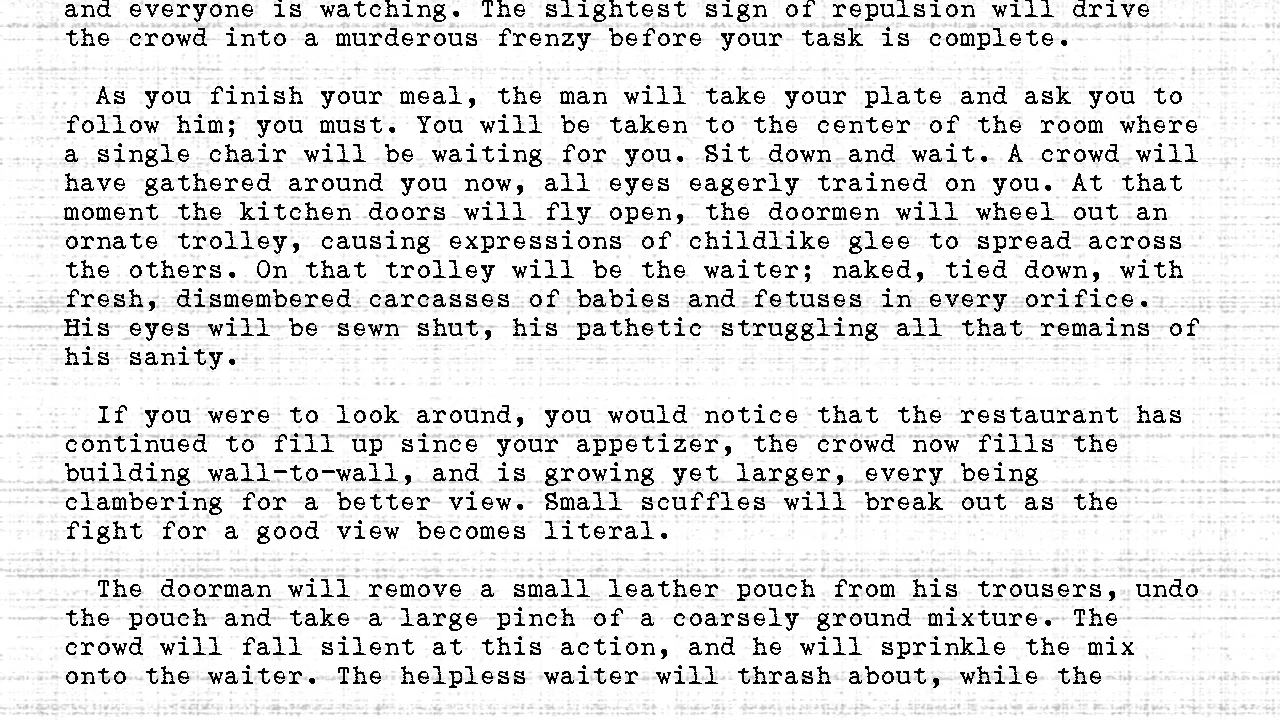 and everyone is watching. The slightest sign of repulsion will drive
the crowd into a murderous frenzy before your task is complete.
As you finish your meal, the man will take your plate and ask you to
follow him; you must. You will be taken to the center of the room where
a single chair will be waiting for you. Sit down and wait. A crowd will
have gathered around you now, all eyes eagerly trained on you. At that
moment the kitchen doors will fly open, the doormen will wheel out an
ornate trolley, causing expressions of childlike glee to spread across
the others. On that trolley will be the waiter; naked, tied down, with
fresh, dismembered carcasses of babies and fetuses in every orifice.
His eyes will be sewn shut, his pathetic struggling all that remains of
his sanity.
If you were to look around, you would notice that the restaurant has
continued to fill up since your appetizer, the crowd now fills the
building wall-to-wall, and is growing yet larger, every being
clambering for a better view. Small scuffles will break out as the
fight for a good view becomes literal.
The doorman will remove a small leather pouch from his trousers, undo
the pouch and take a large pinch of a coarsely ground mixture. The
crowd will fall silent at this action, and he will sprinkle the mix
onto the waiter. The helpless waiter will thrash about, while the